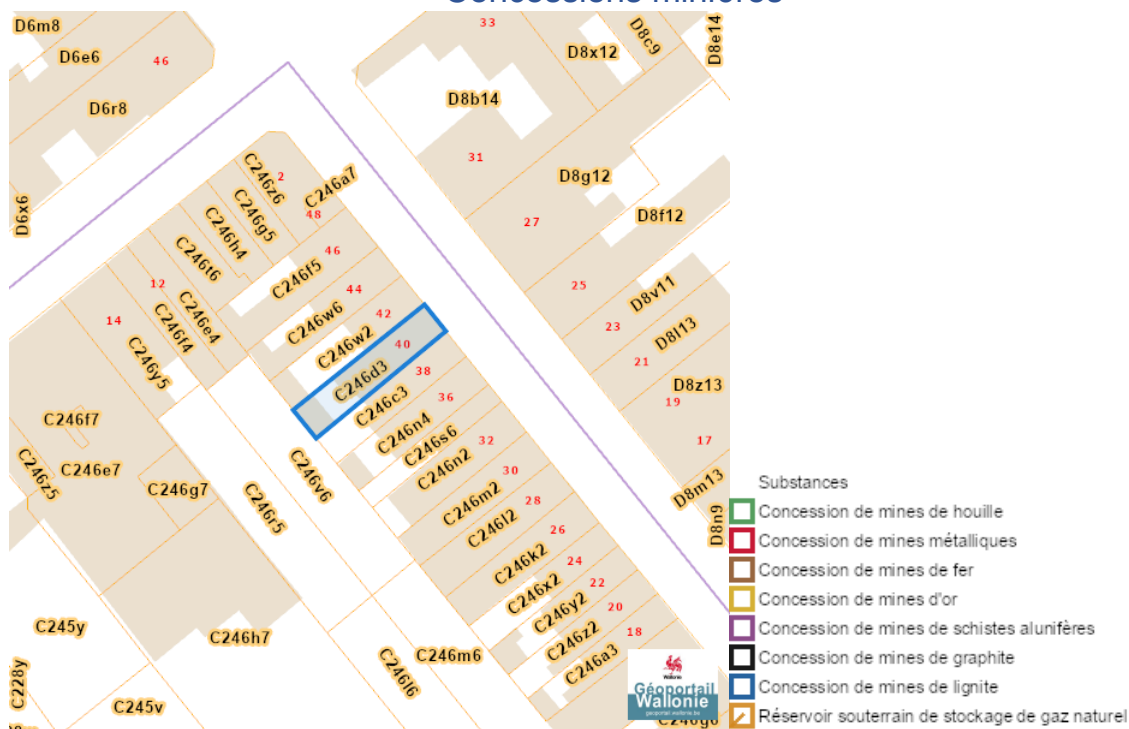 Concessions minières
D6m8
D6e6
46
D6r8
D6x6
33
D8x12
D8c9
D8e14
D8b14
31
D8g12
27
D8f12
25
D8v11
23
D8l13
21
D8z13
19
17
D8m13
D8n9
C246z6
2
C246a7
48
C246g5
C246h4
C246t6
46
C246f5
12
44
C246e4
C246w6
42
14
C246f4
C246w2
40
C246y5
C246d3
38
C246c3
36
C246f7
C246n4
C246s6
32
C246z5
C246e7
C246g7
C246v6
C246n2
30
C246r5
C246m2
28
C246l2
26
C246k2
24
C246x2
22
C246y2
20
C246z2
18
C246a3
C245y
C246h7
C246m6
C246l6
C228y
C245v
Wallonie
Géoportail
Wallonie
geoportail.wallonie.be
Substances
Concession de mines de houille
Concession de mines métalliques
Concession de mines de fer
Concession de mines d'or
Concession de mines de schistes alunifères
Concession de mines de graphite
Concession de mines de lignite
Réservoir souterrain de stockage de gaz naturel